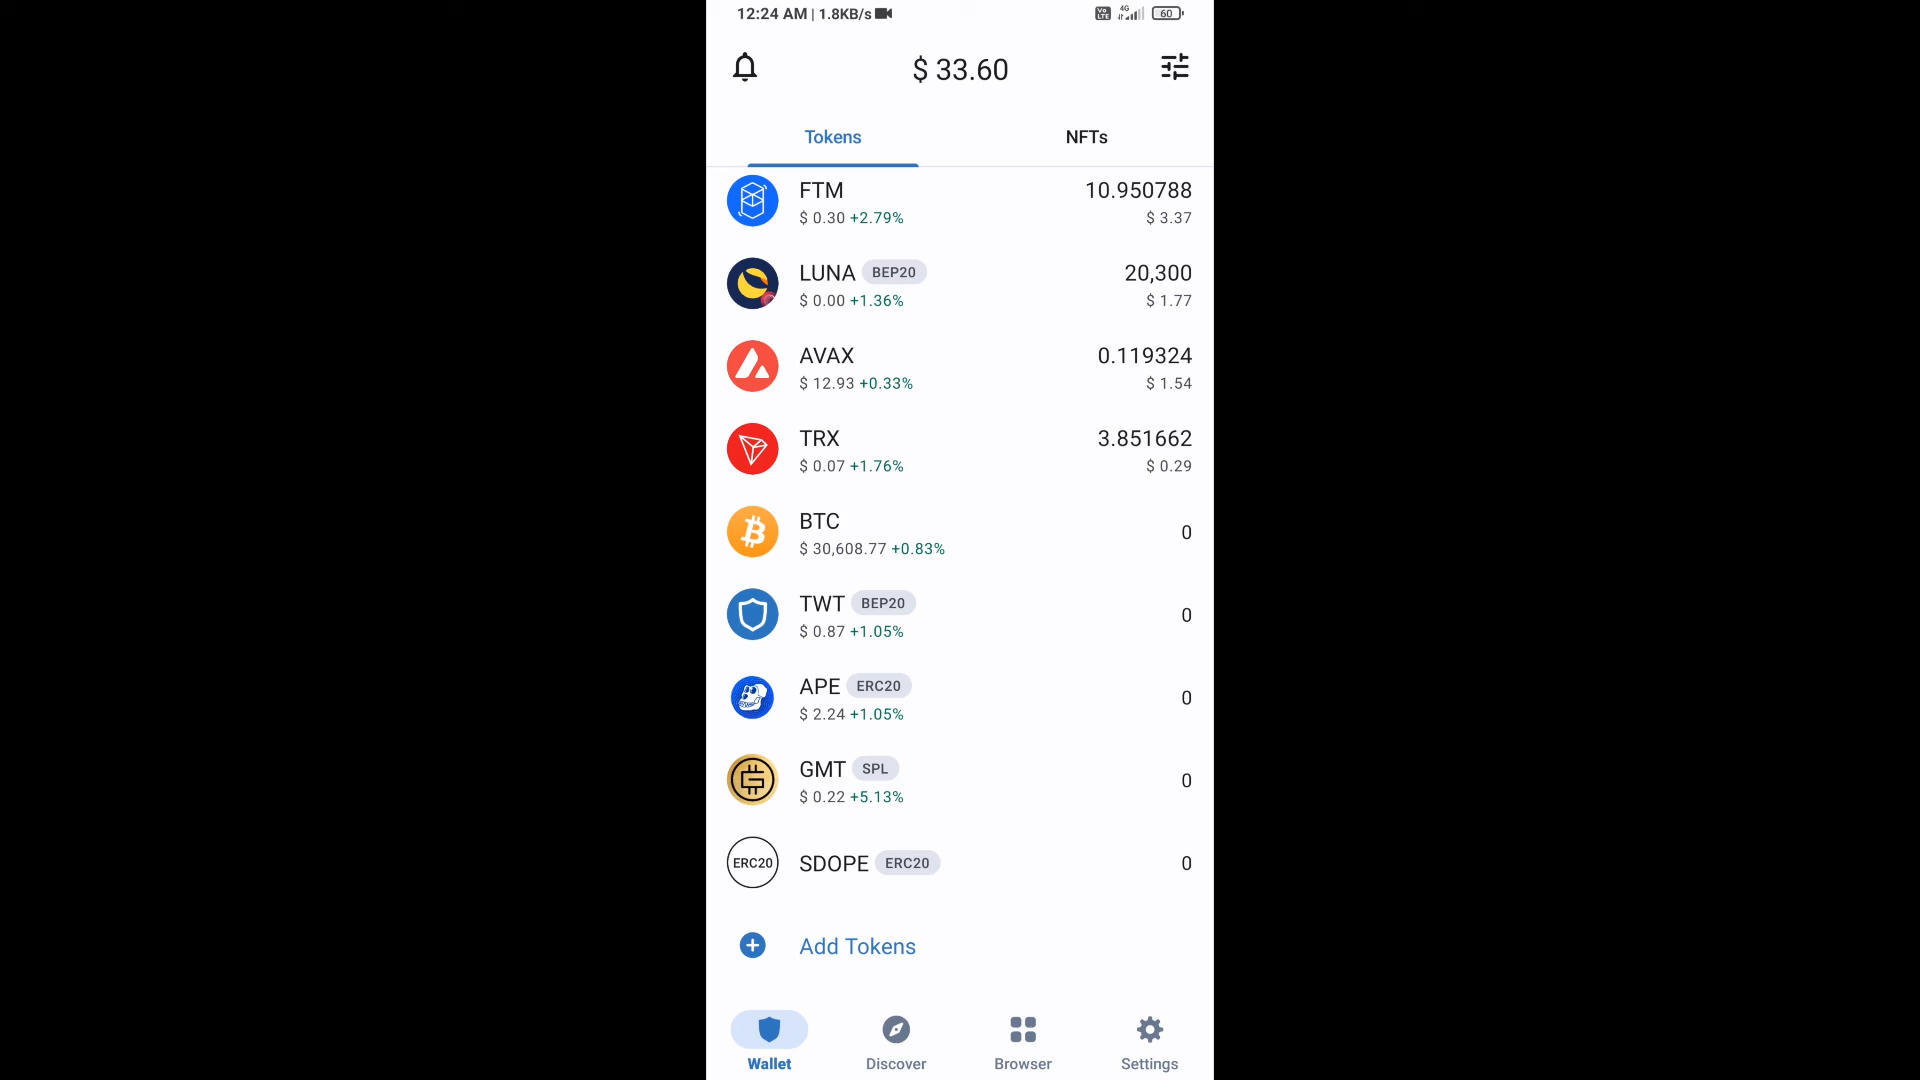 12:24 AM | 1.8KB/s
Vo LTE 4G 60
$ 33.60
Tokens
NFTs
FTM
10.950788
$ 0.30 +2.79%
$ 3.37
LUNA BEP20
20,300
$ 0.00 +1.36%
$ 1.77
AVAX
0.119324
$ 12.93 +0.33%
$ 1.54
TRX
3.851662
$ 0.07 +1.76%
$ 0.29
BTC
$ 30,608.77 +0.83%
0
TWT BEP20
$ 0.87 +1.05%
0
APE ERC20
$ 2.24 +1.05%
0
GMT SPL
$ 0.22 +5.13%
0
ERC20
SDOPE ERC20
0
Add Tokens
Wallet
Discover
Browser
Settings